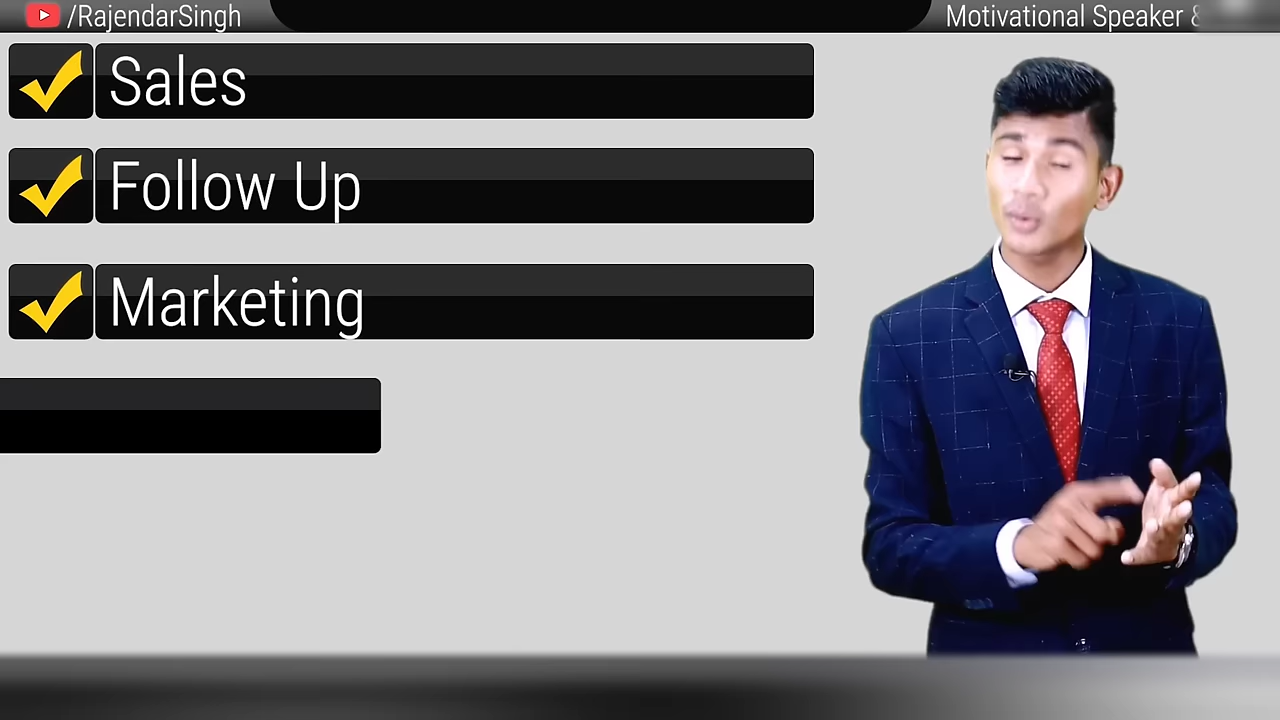 /RajendarSingh
Motivational Speaker &
Sales
Follow Up
Marketing